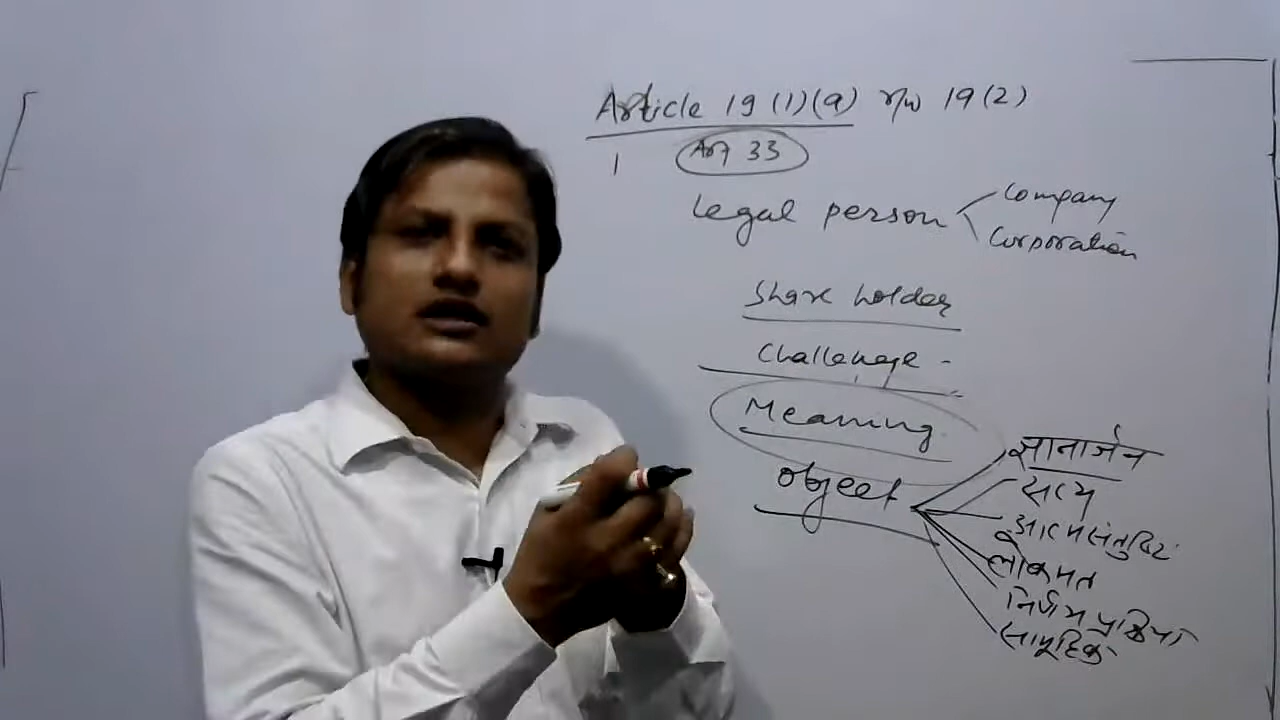 Article 19 (1)(a) r/w 19(2)
1 Art 33
Legal person
Company
Corporation
Share holder
Challenge -
Meaning
object
ज्ञानार्जन
सत्य
आत्मसंतुष्टि
लोकमत
निर्णय प्रक्रिया
सामूहिक